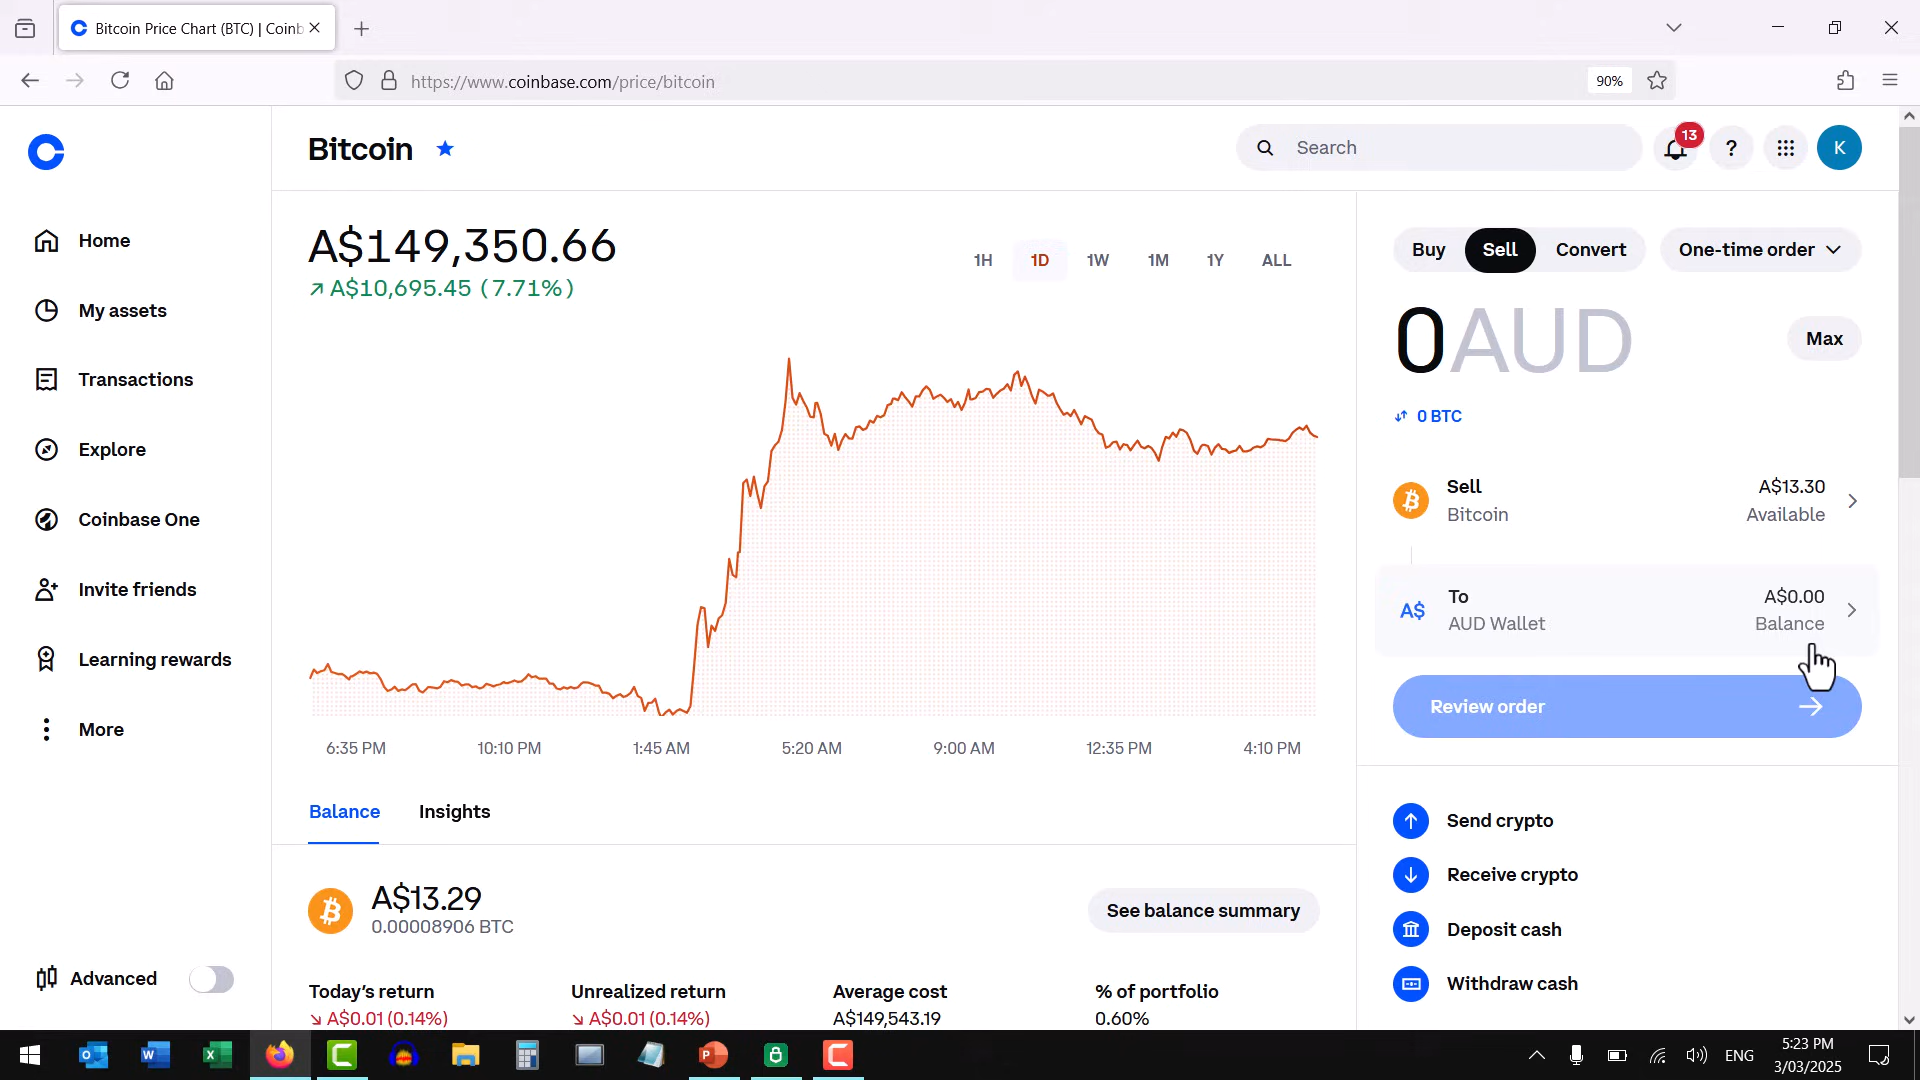 Bitcoin Price Chart (BTC) | Coinb
https://www.coinbase.com/price/bitcoin
90%
Bitcoin
Search
13
?
K
Home
My assets
Transactions
Explore
Coinbase One
Invite friends
Learning rewards
More
Advanced
A$149,350.66
A$10,695.45 (7.71%)
1H
1D
1W
1M
1Y
ALL
6:35 PM
10:10 PM
1:45 AM
5:20 AM
9:00 AM
12:35 PM
4:10 PM
Balance
Insights
A$13.29
0.00008906 BTC
See balance summary
Today's return
A$0.01 (0.14%)
Unrealized return
A$0.01 (0.14%)
Average cost
A$149,543.19
% of portfolio
0.60%
Buy
Sell
Convert
One-time order
0AUD
Max
0 BTC
Sell
Bitcoin
A$13.30
Available
A$
To
AUD Wallet
A$0.00
Balance
Review order
Send crypto
Receive crypto
Deposit cash
Withdraw cash
ENG
5:23 PM
3/03/2025